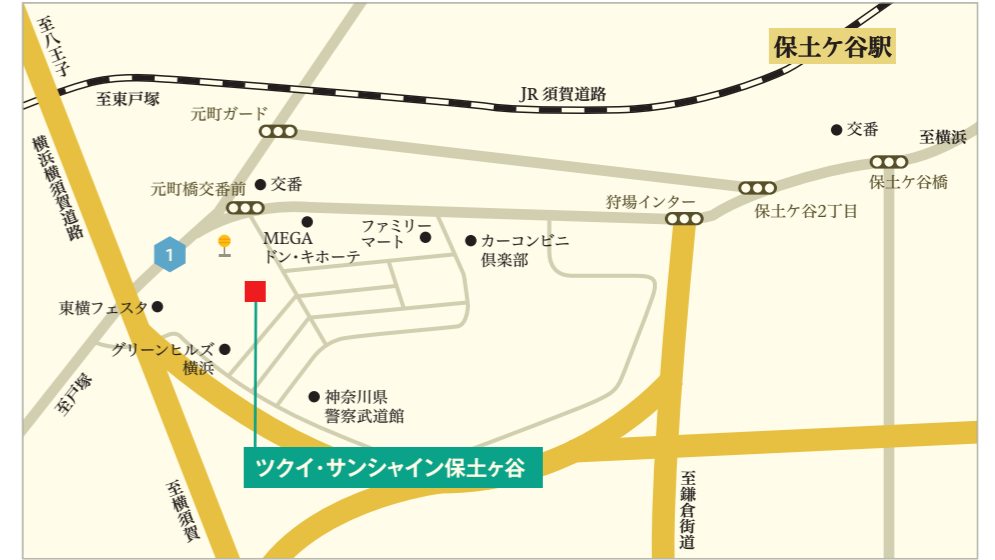 至八王子
保土ケ谷駅
至東戸塚
JR 須賀道路
元町ガード
交番
至横浜
横浜横須賀道路
元町橋交番前
交番
保土ケ谷橋
狩場インター
保土ケ谷2丁目
MEGA
ドン・キホーテ
ファミリー
マート
カーコンビニ
倶楽部
1
東横フェスタ
グリーンヒルズ
横浜
至戸塚
神奈川県
警察武道館
ツクイ・サンシャイン保土ヶ谷
至横須賀
至鎌倉街道